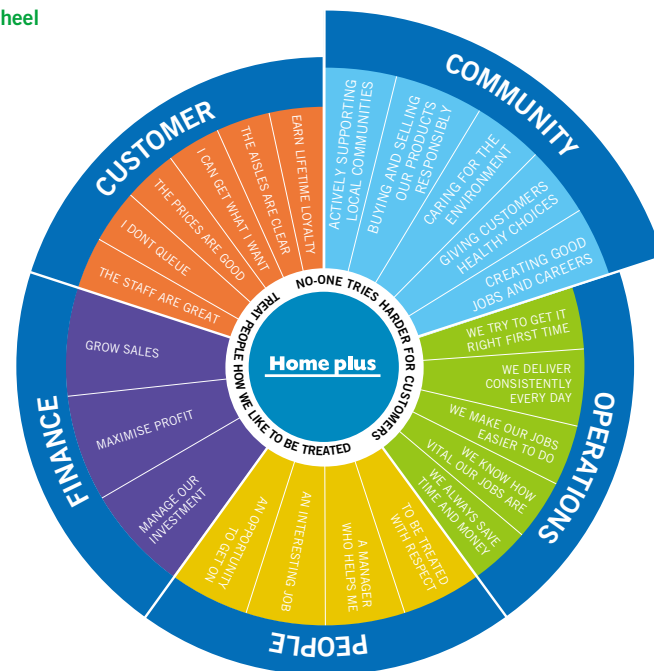 heel
CUSTOMER
THE STAFF ARE GREAT
I DONT QUEUE
THE PRICES ARE GOOD
I CAN GET WHAT I WANT
THE AISLES ARE CLEAR
EARN LIFETIME LOYALTY
COMMUNITY
ACTIVELY SUPPORTING
LOCAL COMMUNITIES
BUYING AND SELLING
OUR PRODUCTS
RESPONSIBLY
CARING FOR THE
ENVIRONMENT
GIVING CUSTOMERS
HEALTHY CHOICES
CREATING GOOD
JOBS AND CAREERS
OPERATIONS
WE TRY TO GET IT
RIGHT FIRST TIME
WE DELIVER
CONSISTENTLY
EVERY DAY
WE MAKE OUR JOBS
EASIER TO DO
WE KNOW HOW
VITAL OUR JOBS ARE
WE ALWAYS SAVE
TIME AND MONEY
PEOPLE
TO BE TREATED
WITH RESPECT
A MANAGER
WHO HELPS ME
AN INTERESTING JOB
AN OPPORTUNITY
TO GET ON
FINANCE
MANAGE OUR
INVESTMENT
MAXIMISE PROFIT
GROW SALES
NO-ONE TRIES HARDER FOR CUSTOMERS
TREAT PEOPLE HOW WE LIKE TO BE TREATED
Home plus